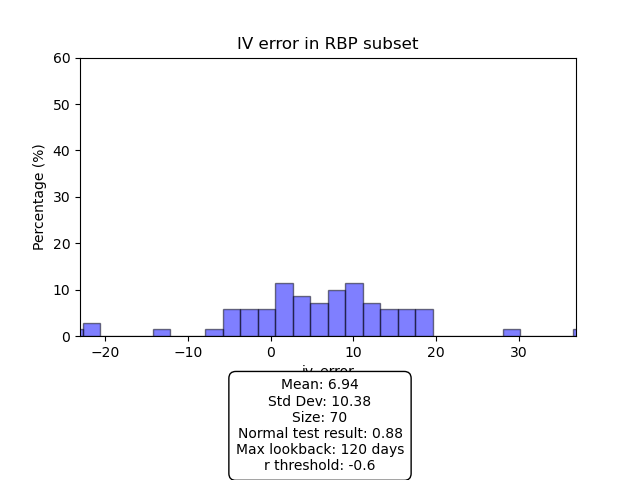 IV error in RBP subset
Percentage (%)
60
50
40
30
20
10
0
−20
−10
0
10
20
30
iv_error
Mean: 6.94
Std Dev: 10.38
Size: 70
Normal test result: 0.88
Max lookback: 120 days
r threshold: -0.6